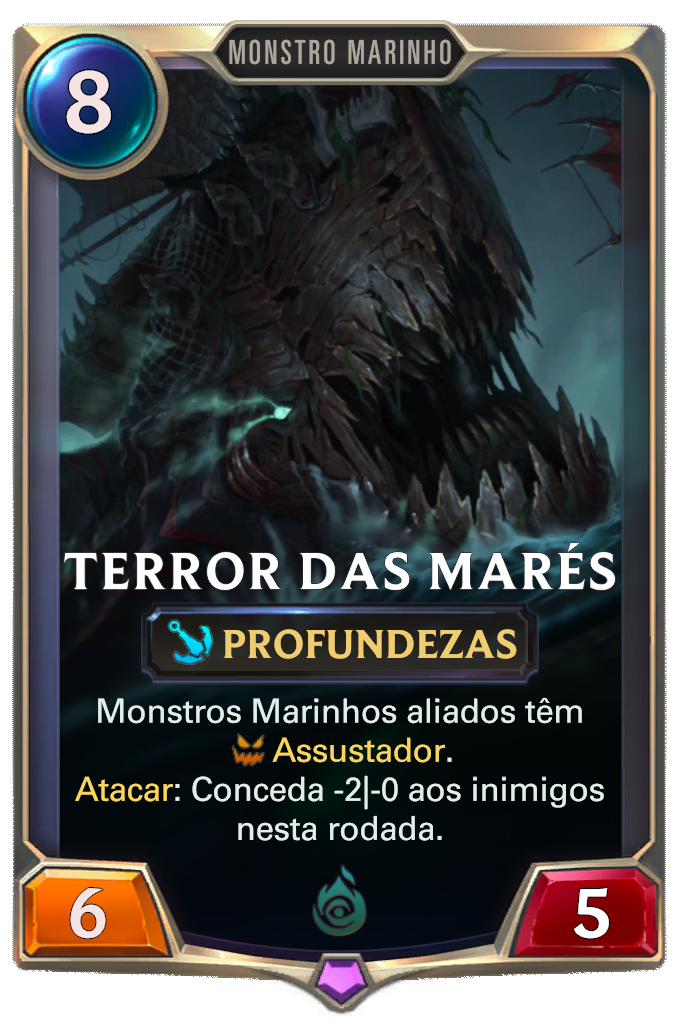 MONSTRO MARINHO
8
TERROR DAS MARÉS
PROFUNDEZAS
Monstros Marinhos aliados têm
Assustador.
Atacar: Conceda -2|-0 aos inimigos
nesta rodada.
6
5